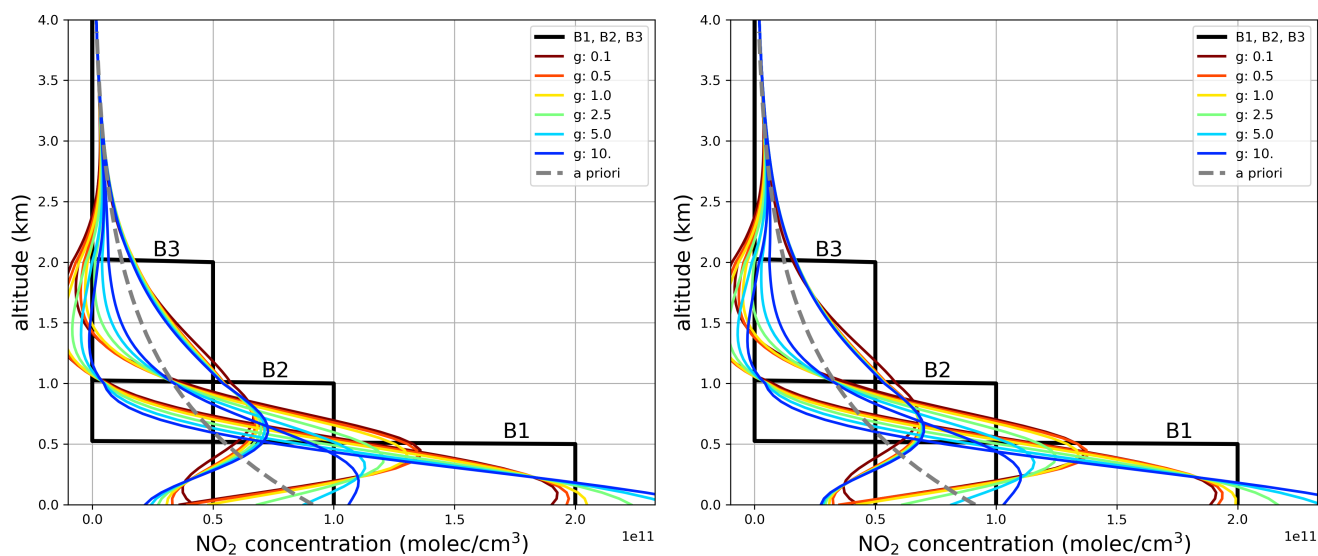 4.0
3.5
3.0
2.5
2.0
1.5
1.0
0.5
0.0
altitude (km)
B1, B2, B3
g: 0.1
g: 0.5
g: 1.0
g: 2.5
g: 5.0
g: 10.
a priori
B3
B2
B1
0.0
0.5
1.0
1.5
2.0
1e11
NO₂ concentration (molec/cm³)
4.0
3.5
3.0
2.5
2.0
1.5
1.0
0.5
0.0
altitude (km)
B1, B2, B3
g: 0.1
g: 0.5
g: 1.0
g: 2.5
g: 5.0
g: 10.
a priori
B3
B2
B1
0.0
0.5
1.0
1.5
2.0
1e11
NO₂ concentration (molec/cm³)